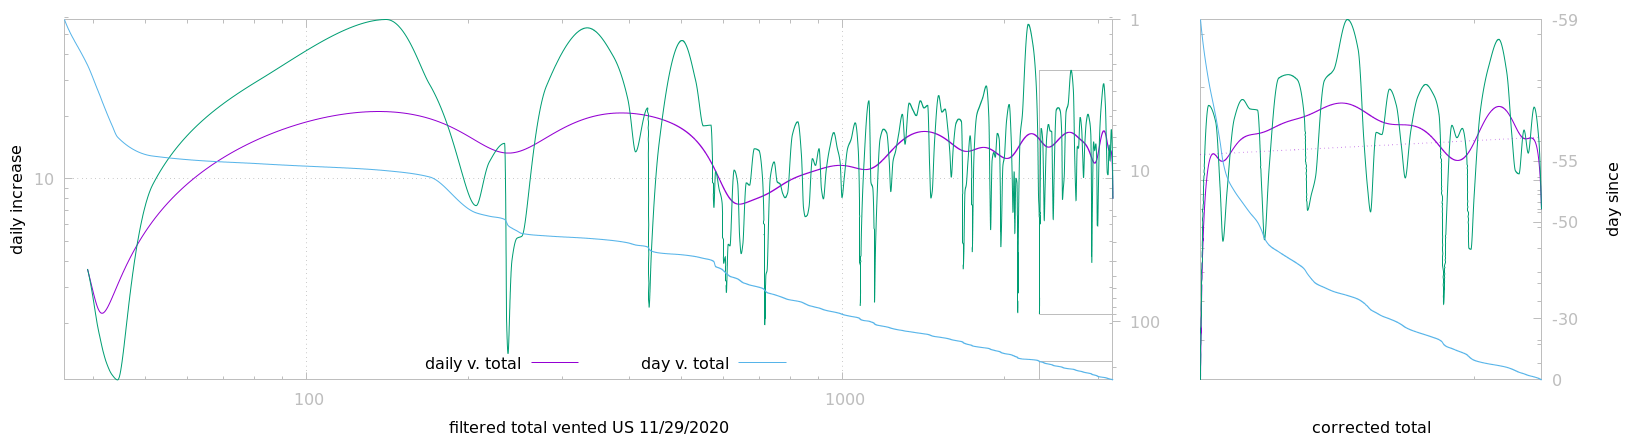 daily increase
10
1
10
100
daily v. total
day v. total
100
1000
filtered total vented US 11/29/2020
-59
-55
-50
-30
0
day since
corrected total